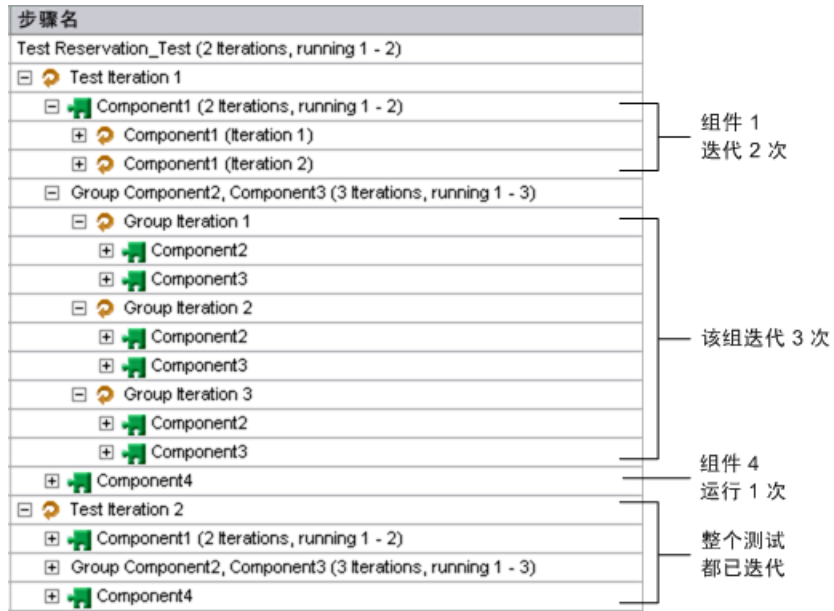 步骤名
Test Reservation_Test (2 Iterations, running 1 - 2)
Test Iteration 1
Component1 (2 Iterations, running 1 - 2)
Component1 (Iteration 1)
Component1 (Iteration 2)
组件 1
迭代 2 次
Group Component2, Component3 (3 Iterations, running 1 - 3)
Group Iteration 1
Component2
Component3
Group Iteration 2
Component2
Component3
该组迭代 3 次
Group Iteration 3
Component2
Component3
Component4
组件 4
运行 1 次
Test Iteration 2
Component1 (2 Iterations, running 1 - 2)
Group Component2, Component3 (3 Iterations, running 1 - 3)
Component4
整个测试
都已迭代